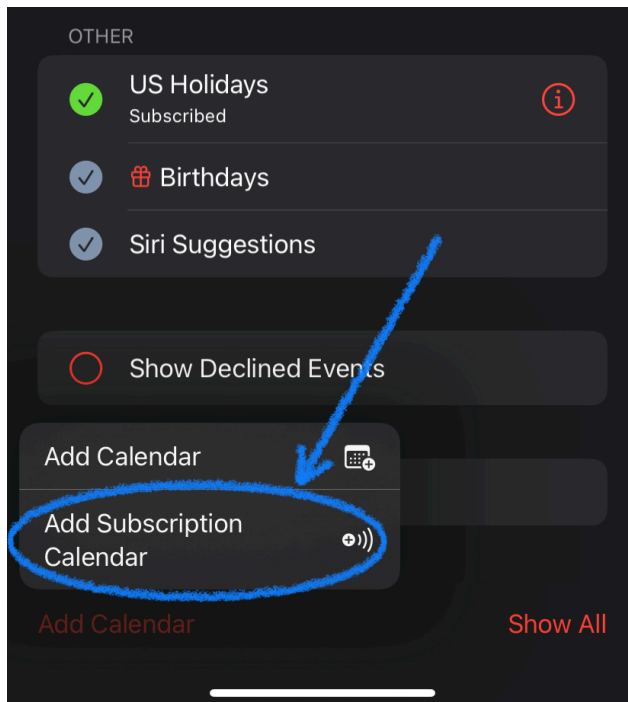 OTHER
US Holidays
Subscribed
Birthdays
Siri Suggestions
Show Declined Events
Add Calendar
Add Subscription
Calendar
Add Calendar
Show All